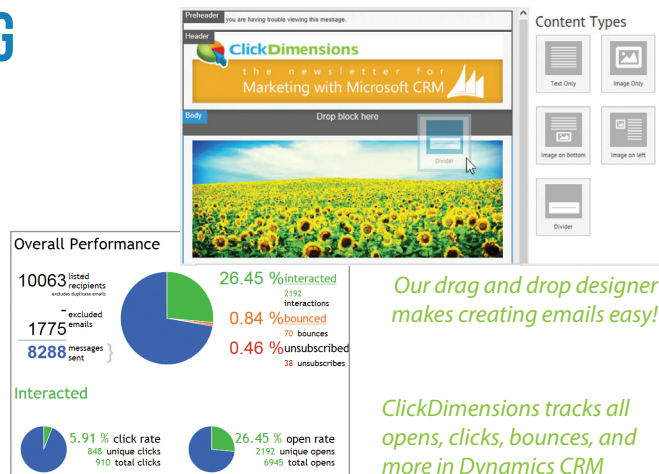 G
Preheader you are having trouble viewing this message.
Header
ClickDimensions
the newsletter for
Marketing with Microsoft CRM
Body
Drop block here
Divider
Content Types
Text Only
Image Only
Image on bottom
Image on left
Divider
Overall Performance
10063 listed recipients
excludes duplicate emails
- 1775 excluded emails
8288 messages sent }
26.45 % interacted
2192 interactions
0.84 % bounced
70 bounces
0.46 % unsubscribed
38 unsubscribes
Interacted
5.91 % click rate
848 unique clicks
910 total clicks
26.45 % open rate
2192 unique opens
6945 total opens
Our drag and drop designer
makes creating emails easy!
ClickDimensions tracks all
opens, clicks, bounces, and
more in Dynamics CRM